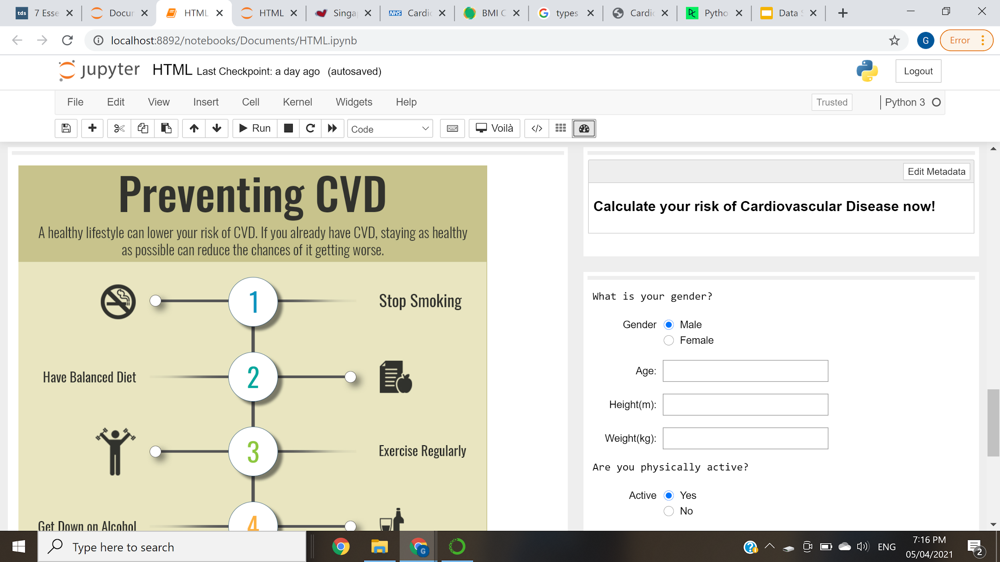 tds 7 Esse
Docur
HTML
HTML
Singa
NHS Cardic
BMI C
G types
Cardic
Pytho
Data S
localhost:8892/notebooks/Documents/HTML.ipynb
G
Error
jupyter HTML Last Checkpoint: a day ago (autosaved)
Logout
File Edit View Insert Cell Kernel Widgets Help
Trusted
Python 3
Run
Code
Voilà
</>
Preventing CVD
A healthy lifestyle can lower your risk of CVD. If you already have CVD, staying as healthy
as possible can reduce the chances of it getting worse.
1 Stop Smoking
Have Balanced Diet 2
3 Exercise Regularly
Get Down on Alcohol 4
Edit Metadata
Calculate your risk of Cardiovascular Disease now!
What is your gender?
Gender Male
Female
Age:
Height(m):
Weight(kg):
Are you physically active?
Active Yes
No
Type here to search
G
ENG
7:16 PM
05/04/2021
2